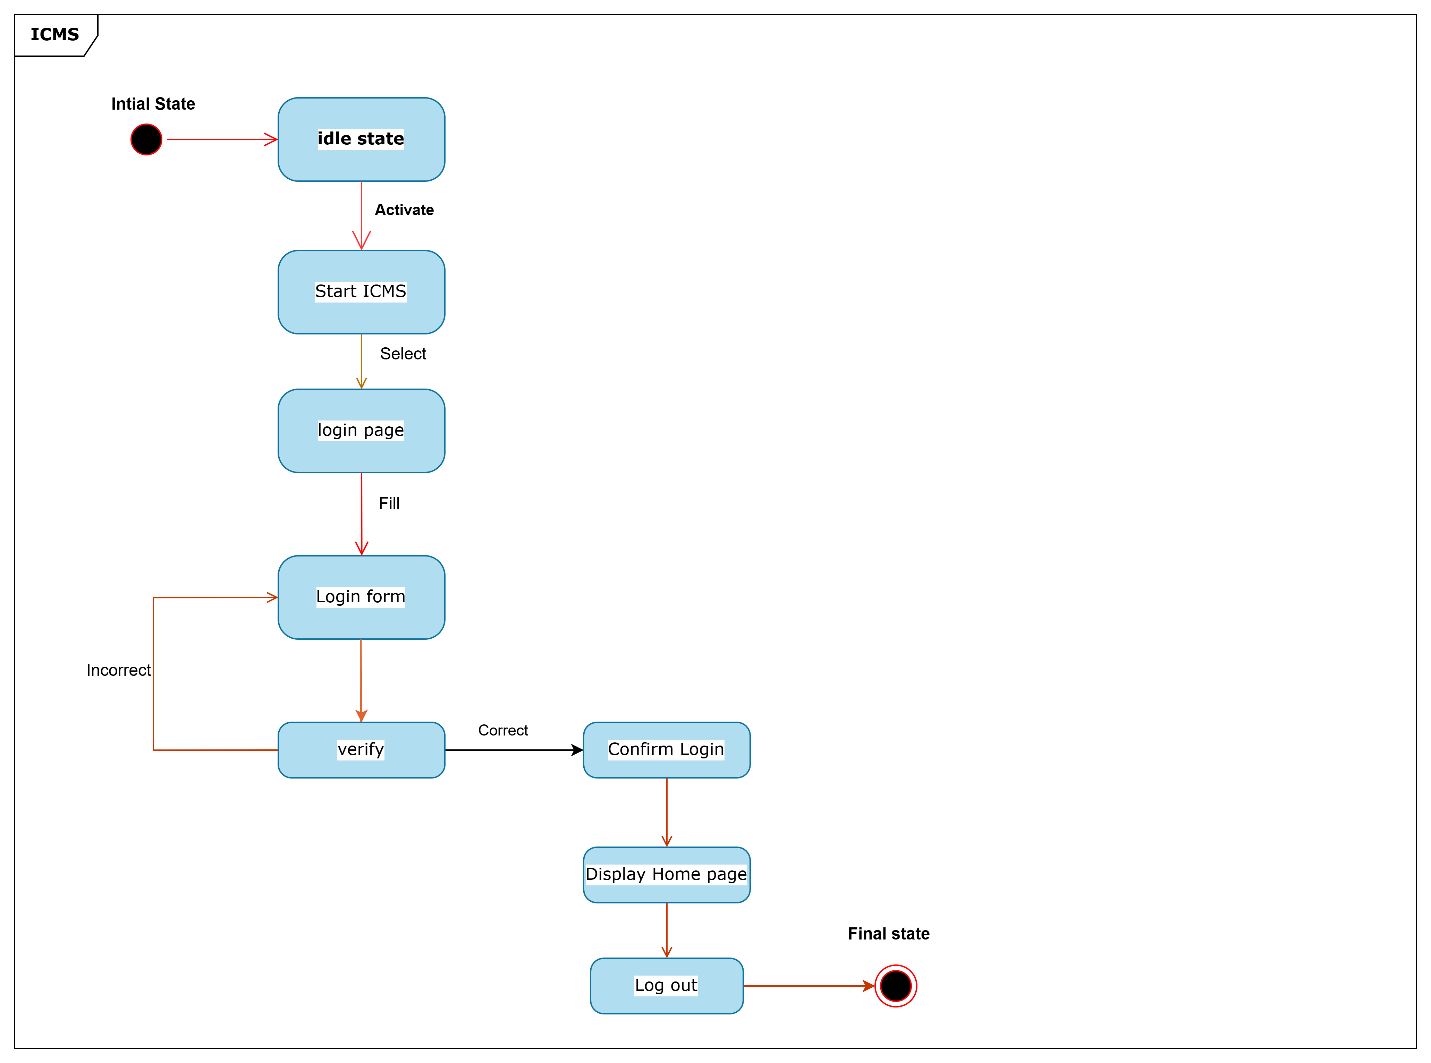 ICMS
Intial State
idle state
Activate
Start ICMS
Select
login page
Fill
Login form
Incorrect
verify
Correct
Confirm Login
Display Home page
Final state
Log out